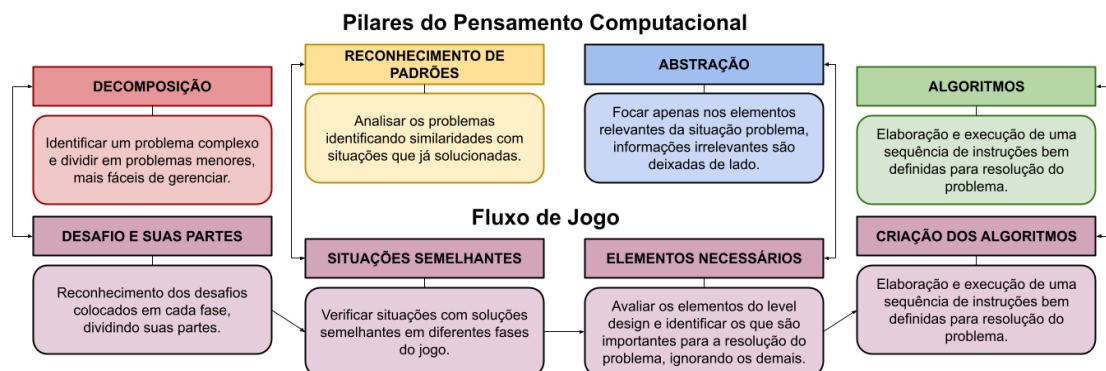 Pilares do Pensamento Computacional
DECOMPOSIÇÃO
Identificar um problema complexo
e dividir em problemas menores,
mais fáceis de gerenciar.
RECONHECIMENTO DE
PADRÕES
Analisar os problemas
identificando similaridades com
situações que já solucionadas.
ABSTRAÇÃO
Focar apenas nos elementos
relevantes da situação problema,
informações irrelevantes são
deixadas de lado.
ALGORITMOS
Elaboração e execução de uma
sequência de instruções bem
definidas para resolução do
problema.
Fluxo de Jogo
DESAFIO E SUAS PARTES
Reconhecimento dos desafios
colocados em cada fase,
dividindo suas partes.
SITUAÇÕES SEMELHANTES
Verificar situações com soluções
semelhantes em diferentes fases
do jogo.
ELEMENTOS NECESSÁRIOS
Avaliar os elementos do level
design e identificar os que são
importantes para a resolução do
problema, ignorando os demais.
CRIAÇÃO DOS ALGORITMOS
Elaboração e execução de uma
sequência de instruções bem
definidas para resolução do
problema.